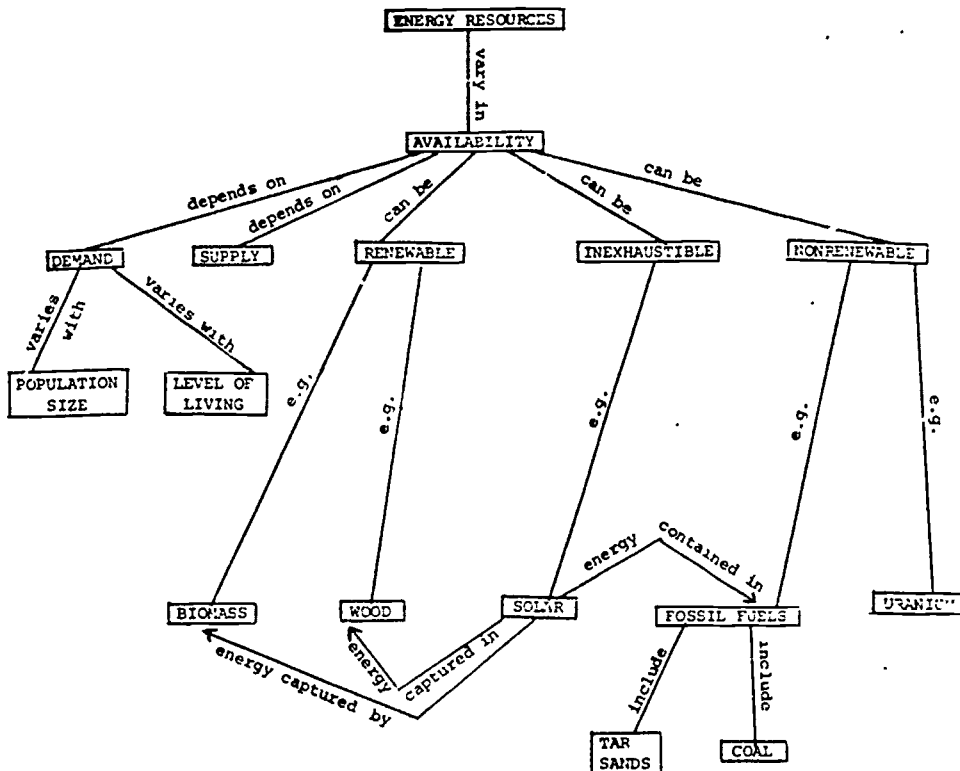 ENERGY RESOURCES
vary in
AVAILABILITY
depends on
depends on
can be
can be
can be
DEMAND
SUPPLY
RENEWABLE
INEXHAUSTIBLE
NONRENEWABLE
varies
with
varies with
POPULATION
SIZE
LEVEL OF
LIVING
e.g.
e.g.
e.g.
e.g.
e.g.
energy
contained in
BIOMASS
WOOD
SOLAR
FOSSIL FUELS
URANIUM
energy captured by
energy
captured in
include
include
TAR
SANDS
COAL